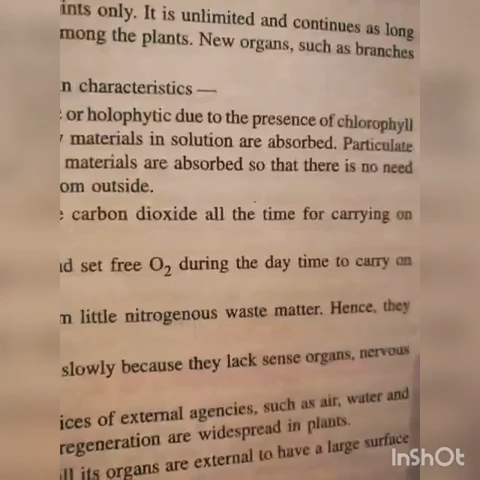 ints only. It is unlimited and continues as long
mong the plants. New organs, such as branches
n characteristics —
or holophytic due to the presence of chlorophyll
materials in solution are absorbed. Particulate
materials are absorbed so that there is no need
om outside.
carbon dioxide all the time for carrying on
nd set free O₂ during the day time to carry on
n little nitrogenous waste matter. Hence, they
slowly because they lack sense organs, nervous
ices of external agencies, such as air, water and
regeneration are widespread in plants.
ll its organs are external to have a large surface
InShOt